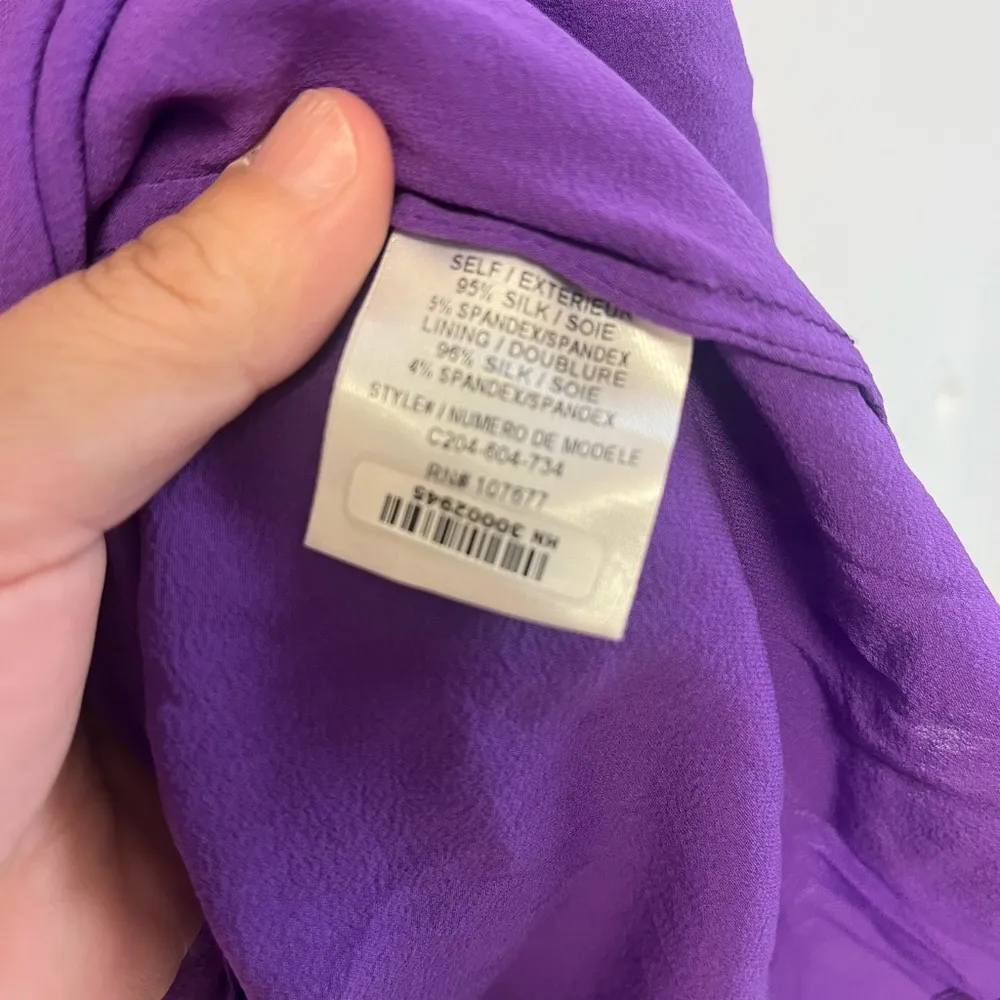 SELF / EXTERIEUR
95% SILK / SOIE
5% SPANDEX/SPANDEX
LINING / DOUBLURE
96% SILK / SOIE
4% SPANDEX/SPANDEX
STYLE# / NUMERO DE MODELE
C204-604-734
RN# 107677
HN 30002945